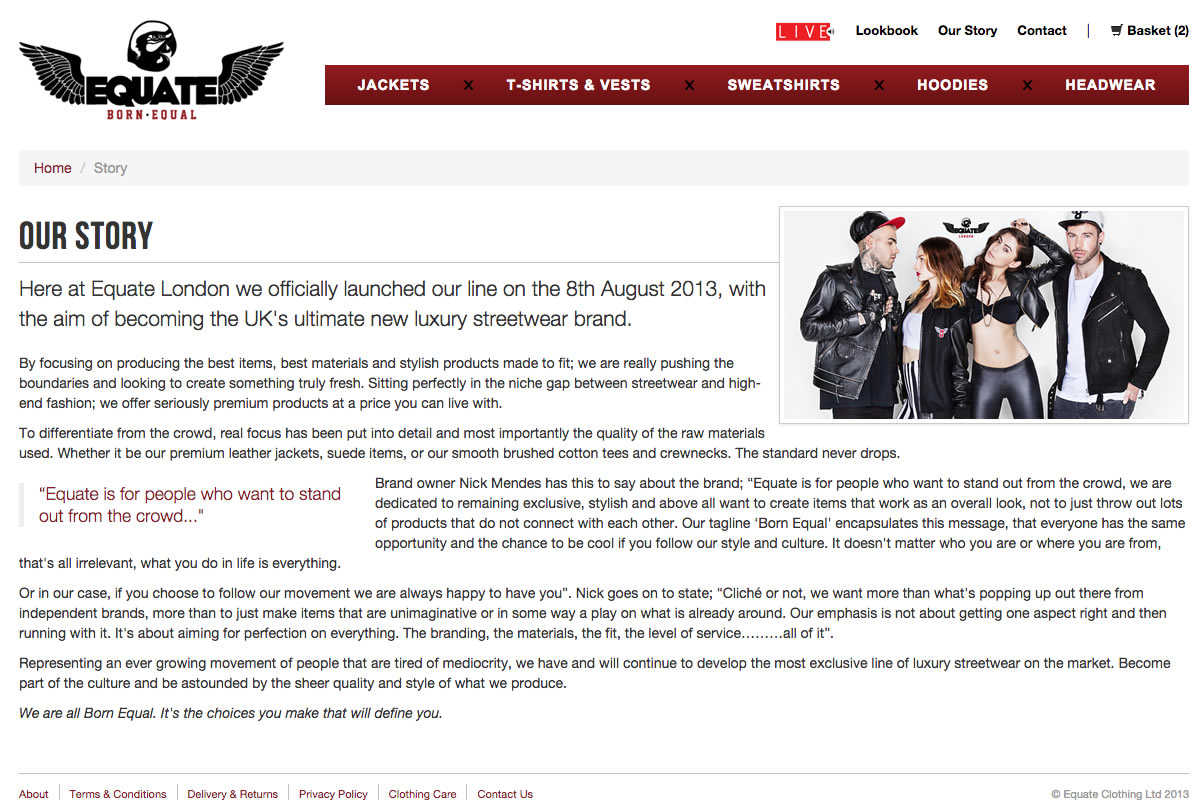 EQUATE
BORN·EQUAL
LIVE
Lookbook Our Story Contact | Basket (2)
JACKETS x T-SHIRTS & VESTS x SWEATSHIRTS x HOODIES x HEADWEAR
Home / Story
OUR STORY
EQUATE
LONDON
Here at Equate London we officially launched our line on the 8th August 2013, with
the aim of becoming the UK's ultimate new luxury streetwear brand.
By focusing on producing the best items, best materials and stylish products made to fit; we are really pushing the
boundaries and looking to create something truly fresh. Sitting perfectly in the niche gap between streetwear and high-
end fashion; we offer seriously premium products at a price you can live with.
To differentiate from the crowd, real focus has been put into detail and most importantly the quality of the raw materials
used. Whether it be our premium leather jackets, suede items, or our smooth brushed cotton tees and crewnecks. The standard never drops.
“Equate is for people who want to stand
out from the crowd..."
Brand owner Nick Mendes has this to say about the brand; “Equate is for people who want to stand out from the crowd, we are
dedicated to remaining exclusive, stylish and above all want to create items that work as an overall look, not to just throw out lots
of products that do not connect with each other. Our tagline 'Born Equal' encapsulates this message, that everyone has the same
opportunity and the chance to be cool if you follow our style and culture. It doesn't matter who you are or where you are from,
that's all irrelevant, what you do in life is everything.
Or in our case, if you choose to follow our movement we are always happy to have you”. Nick goes on to state; “Cliché or not, we want more than what's popping up out there from
independent brands, more than to just make items that are unimaginative or in some way a play on what is already around. Our emphasis is not about getting one aspect right and then
running with it. It's about aiming for perfection on everything. The branding, the materials, the fit, the level of service………all of it”.
Representing an ever growing movement of people that are tired of mediocrity, we have and will continue to develop the most exclusive line of luxury streetwear on the market. Become
part of the culture and be astounded by the sheer quality and style of what we produce.
We are all Born Equal. It's the choices you make that will define you.
About Terms & Conditions Delivery & Returns Privacy Policy Clothing Care Contact Us
© Equate Clothing Ltd 2013